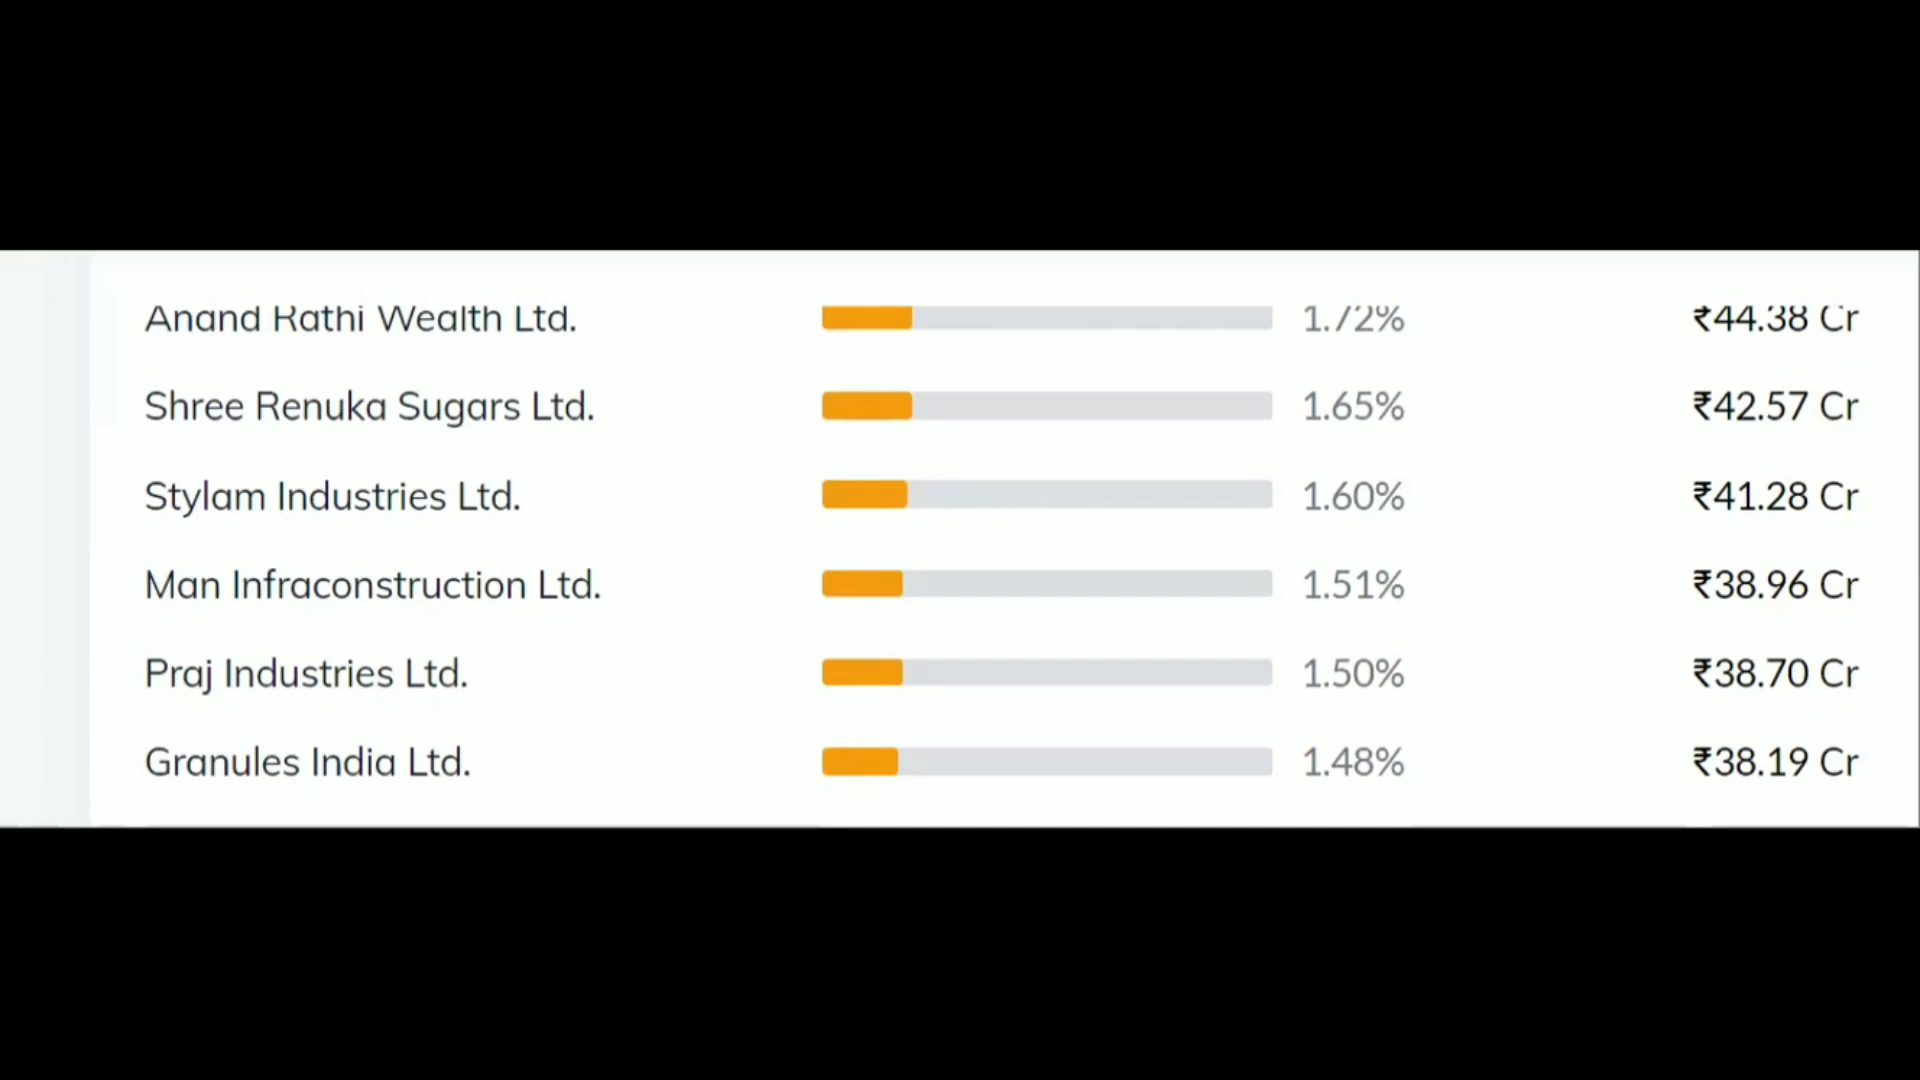 Anand Rathi Wealth Ltd. 1.72% ₹44.38 Cr
Shree Renuka Sugars Ltd. 1.65% ₹42.57 Cr
Stylam Industries Ltd. 1.60% ₹41.28 Cr
Man Infraconstruction Ltd. 1.51% ₹38.96 Cr
Praj Industries Ltd. 1.50% ₹38.70 Cr
Granules India Ltd. 1.48% ₹38.19 Cr